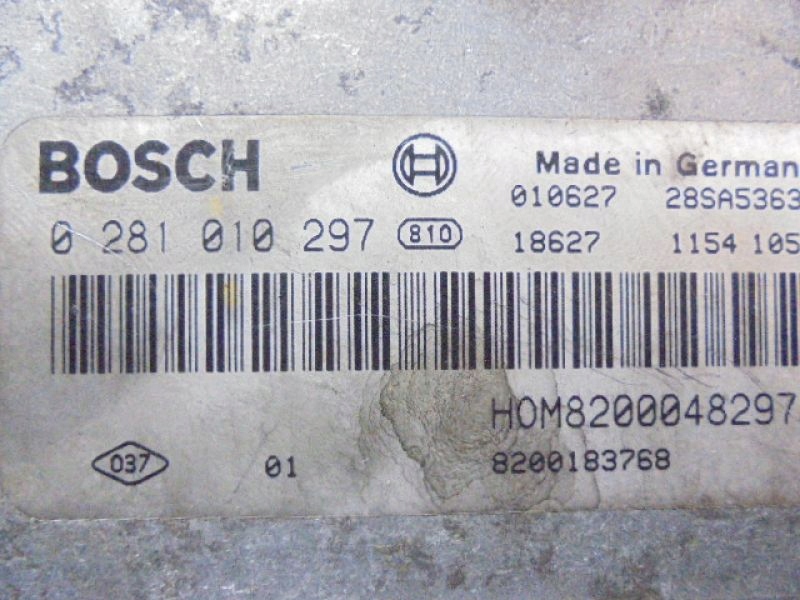 BOSCH
Made in German
010627 28SA5363
0 281 010 297 810
18627 1154 105
HOM8200048297
037 01 8200183768